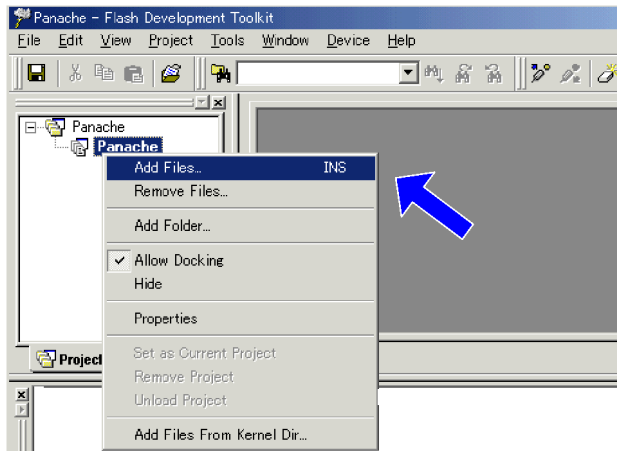 Panache - Flash Development Toolkit
File Edit View Project Tools Window Device Help
Panache
Panache
Add Files... INS
Remove Files...
Add Folder...
Allow Docking
Hide
Properties
Set as Current Project
Remove Project
Unload Project
Add Files From Kernel Dir...
Project